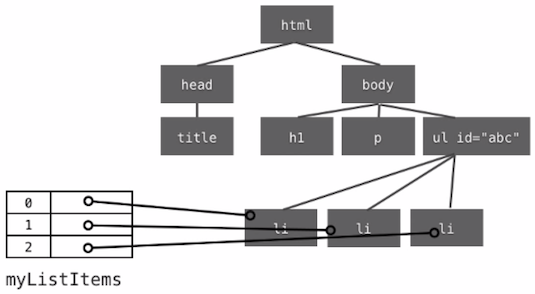 html
head body
title h1 p ul id="abc"
0
1
2
li li li
myListItems